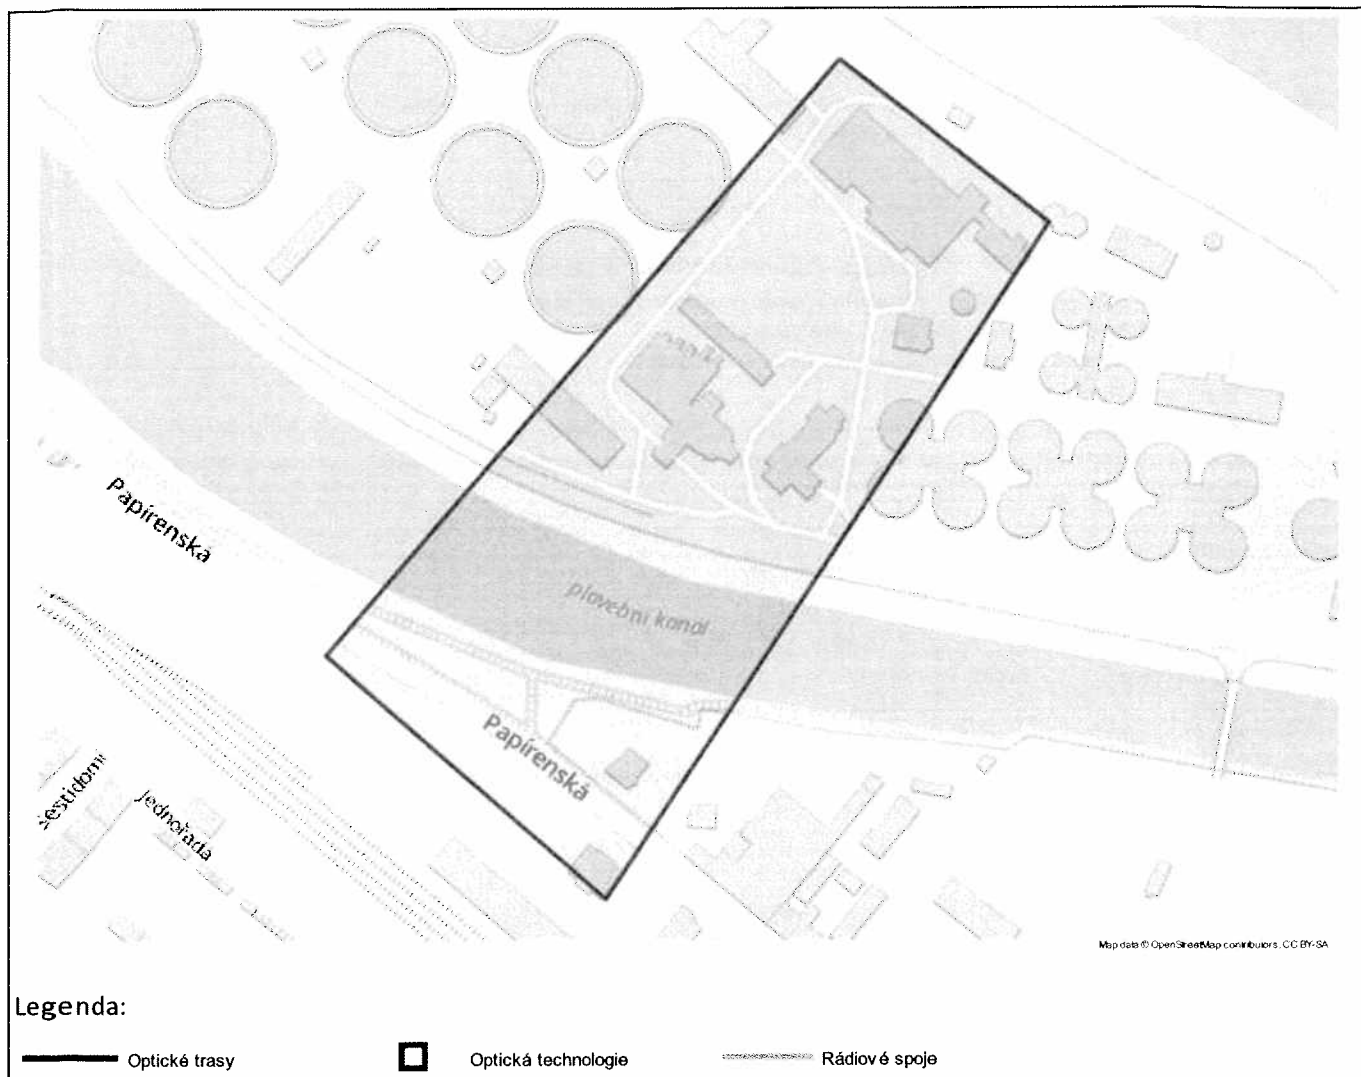 Papírenská
plavební kanál
Papírenská
Šestidomí
Jednořadá
Map data © OpenStreetMap contributors, CC BY-SA
Legenda:
Optické trasy
Optická technologie
Rádiové spoje